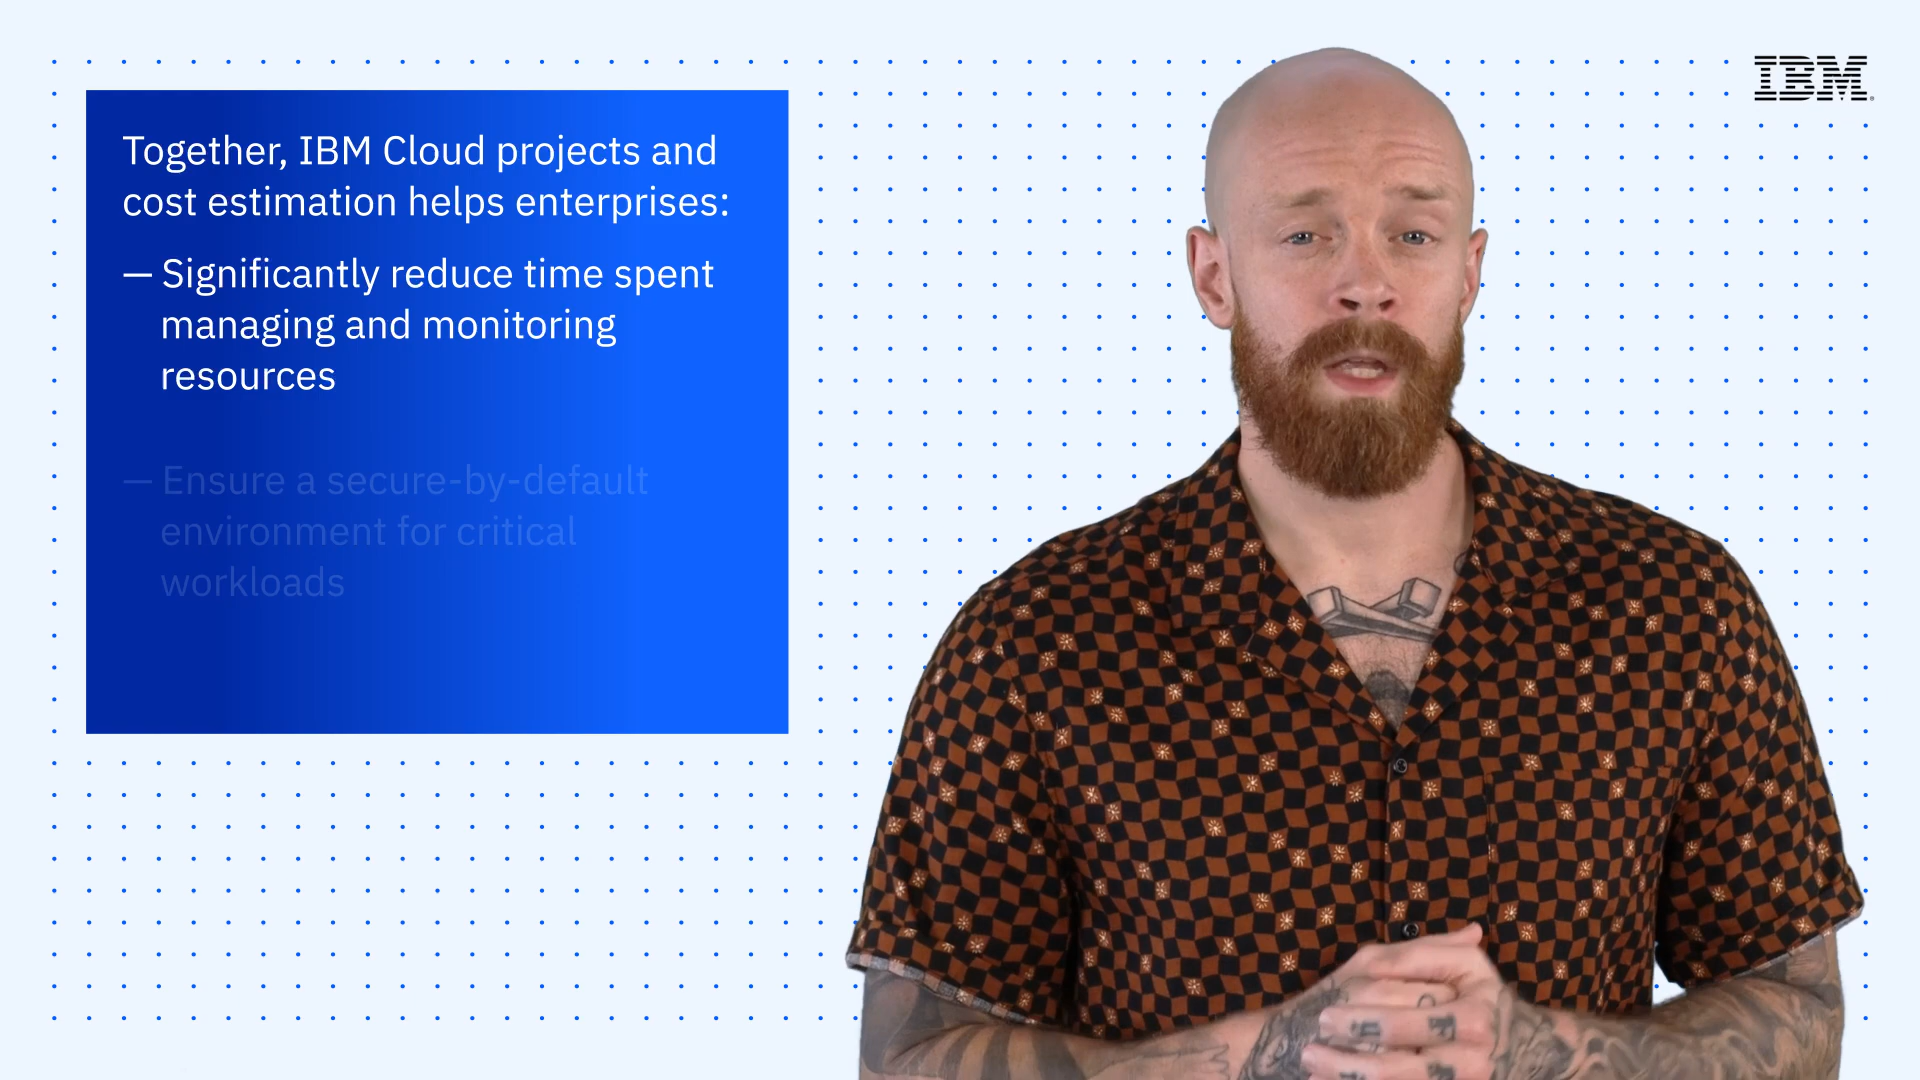 Together, IBM Cloud projects and
cost estimation helps enterprises:
— Significantly reduce time spent
managing and monitoring
resources
— Ensure a secure-by-default
environment for critical
workloads
IBM